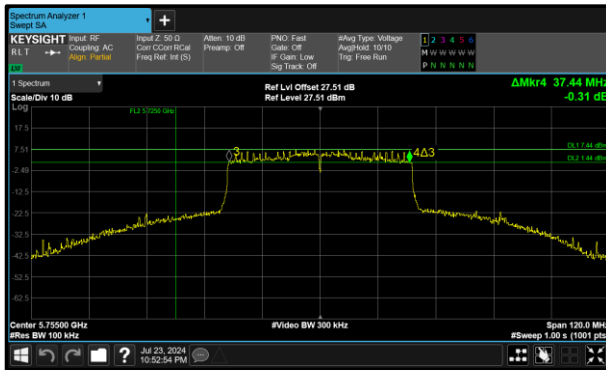 Spectrum Analyzer 1
Swept SA
+
KEYSIGHT
RLT
Input: RF
Coupling: AC
Align: Partial
Input Z: 50 Ω
Corr CCorr RCal
Freq Ref: Int (S)
Atten: 10 dB
Preamp: Off
PNO: Fast
Gate: Off
IF Gain: Low
Sig Track: Off
#Avg Type: Voltage
Avg|Hold: 10/10
Trig: Free Run
1 2 3 4 5 6
M W W W W W
P N N N N N
1 Spectrum
Scale/Div 10 dB
Ref Lvl Offset 27.51 dB
Ref Level 27.51 dBm
ΔMkr4 37.44 MHz
-0.31 dB
Log
FL2 5.7250 GHz
17.5
7.51
-2.49
-12.5
-22.5
-32.5
-42.5
-52.5
-62.5
3
4Δ3
DL1 7.44 dBm
DL2 1.44 dBm
Center 5.75500 GHz
#Video BW 300 kHz
Span 120.0 MHz
#Res BW 100 kHz
#Sweep 1.00 s (1001 pts)
?
Jul 23, 2024
10:52:54 PM